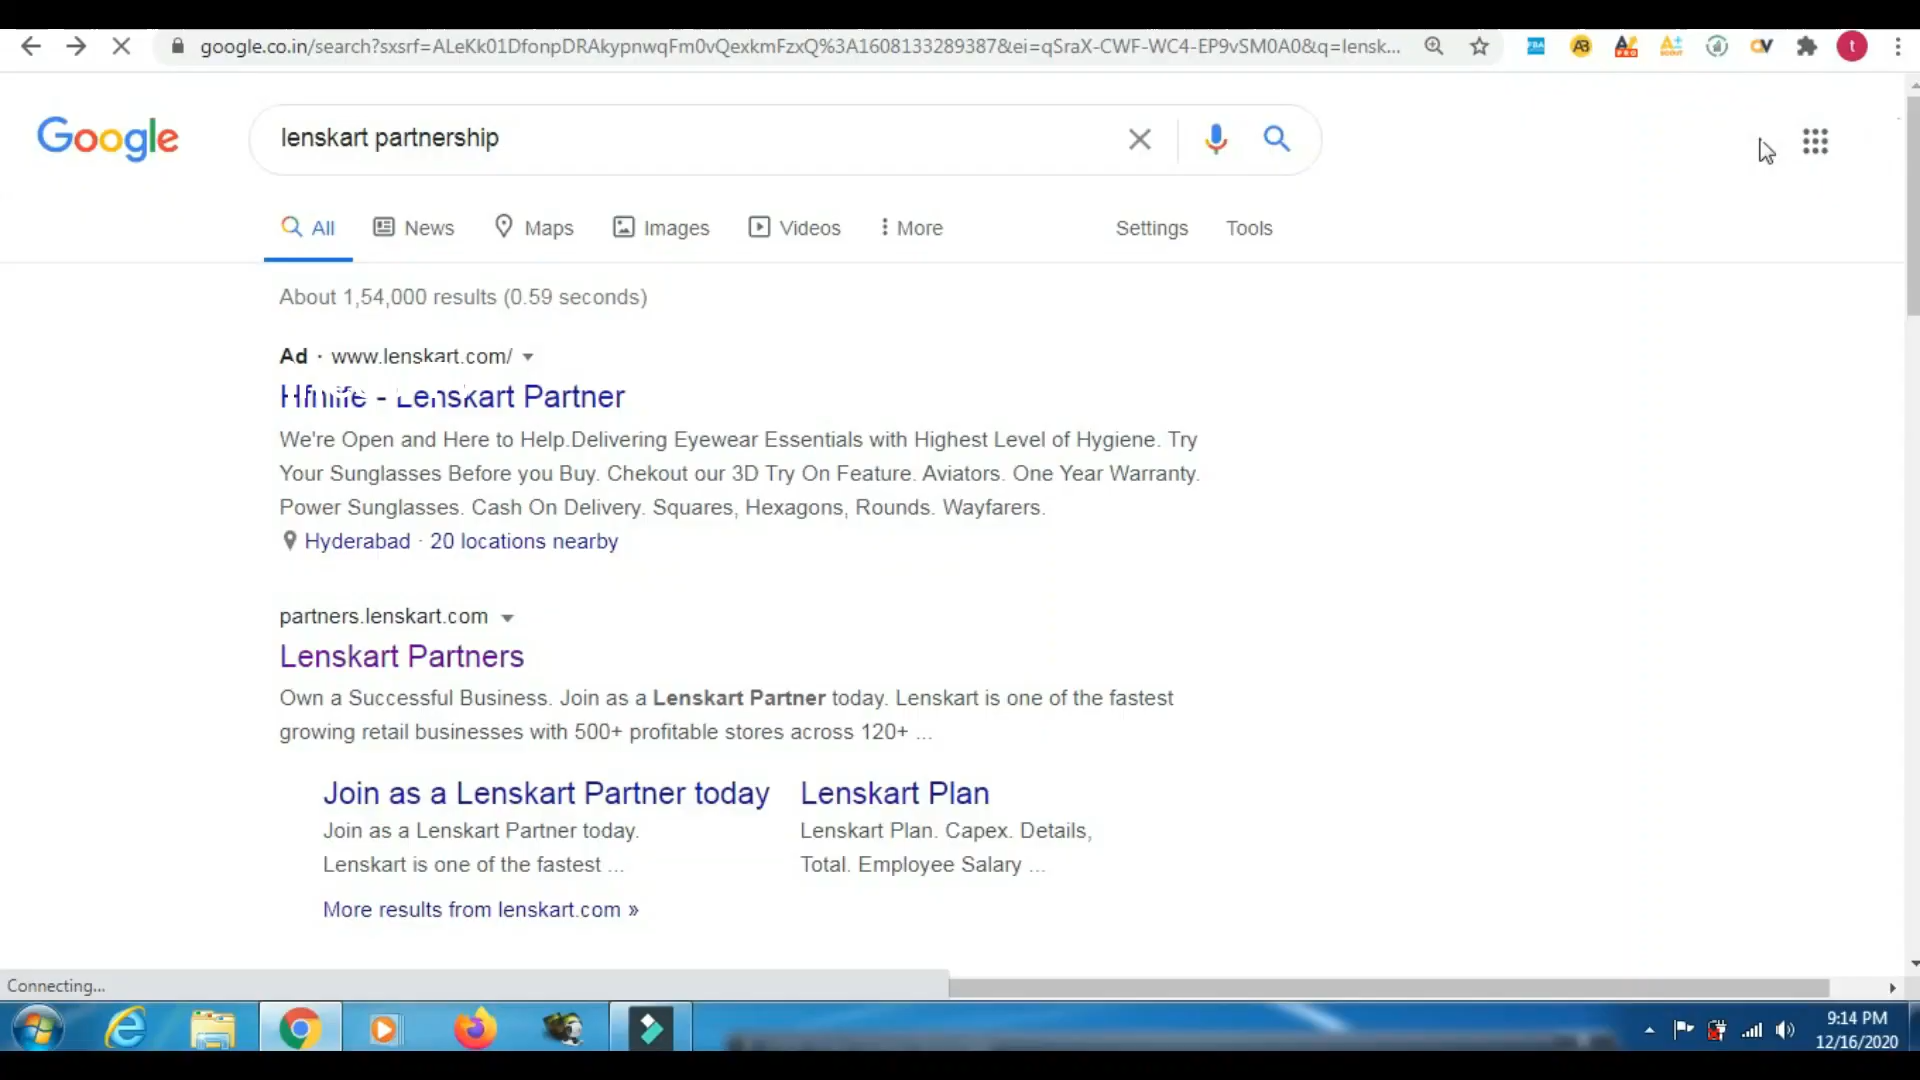 google.co.in/search?sxsrf=ALeKk01DfonpDRAkypnwqFm0vQexkmFzxQ%3A1608133289387&ei=qSraX-CWF-WC4-EP9vSM0A0&q=lensk...
FBA
AB
PRO
SCOUT
t
Google
lenskart partnership
All
News
Maps
Images
Videos
More
Settings
Tools
About 1,54,000 results (0.59 seconds)
Ad · www.lenskart.com/
- Lenskart Partner
We're Open and Here to Help.Delivering Eyewear Essentials with Highest Level of Hygiene. Try
Your Sunglasses Before you Buy. Chekout our 3D Try On Feature. Aviators. One Year Warranty.
Power Sunglasses. Cash On Delivery. Squares, Hexagons, Rounds. Wayfarers.
Hyderabad · 20 locations nearby
partners.lenskart.com
Lenskart Partners
Own a Successful Business. Join as a Lenskart Partner today. Lenskart is one of the fastest
growing retail businesses with 500+ profitable stores across 120+ ...
Join as a Lenskart Partner today
Join as a Lenskart Partner today.
Lenskart is one of the fastest ...
Lenskart Plan
Lenskart Plan. Capex. Details,
Total. Employee Salary ...
More results from lenskart.com »
Connecting...
9:14 PM
12/16/2020